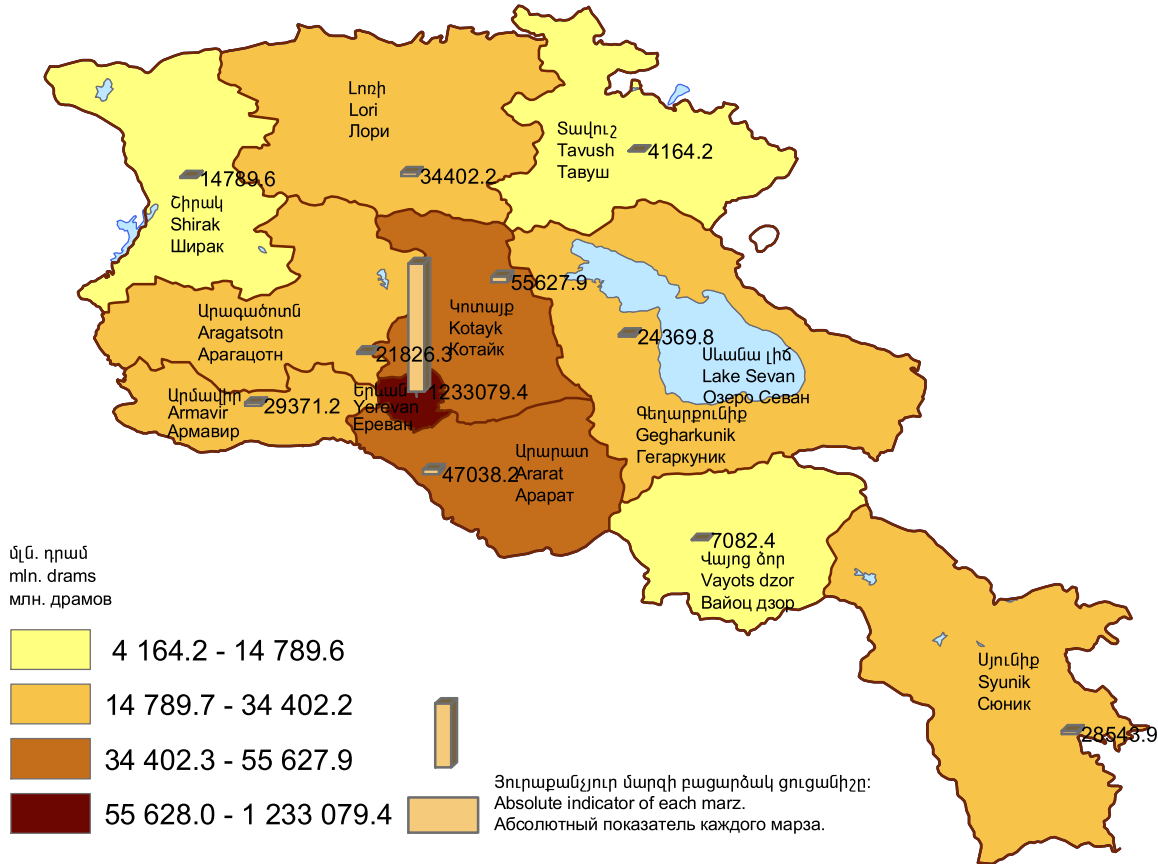 Լոռի
Lori
Лори
34402.2
Տավուշ
Tavush
Тавуш
4164.2
14789.6
Շիրակ
Shirak
Ширак
55627.9
Կոտայք
Kotayk
Котайк
Արագածոտն
Aragatsotn
Арагацотн
21826.3
24369.8
Սևանա լիճ
Lake Sevan
Озеро Севан
Գեղարքունիք
Gegharkunik
Гегаркуник
Արմավիր
Armavir
Армавир
29371.2
Երևան
Yerevan
Ереван
1233079.4
47038.2
Արարատ
Ararat
Арарат
7082.4
Վայոց ձոր
Vayots dzor
Вайоц дзор
Սյունիք
Syunik
Сюник
28543.9
մլն. դրամ
mln. drams
млн. драмов
4 164.2 - 14 789.6
14 789.7 - 34 402.2
34 402.3 - 55 627.9
55 628.0 - 1 233 079.4
Յուրաքանչյուր մարզի բացարձակ ցուցանիշը:
Absolute indicator of each marz.
Абсолютный показатель каждого марза.